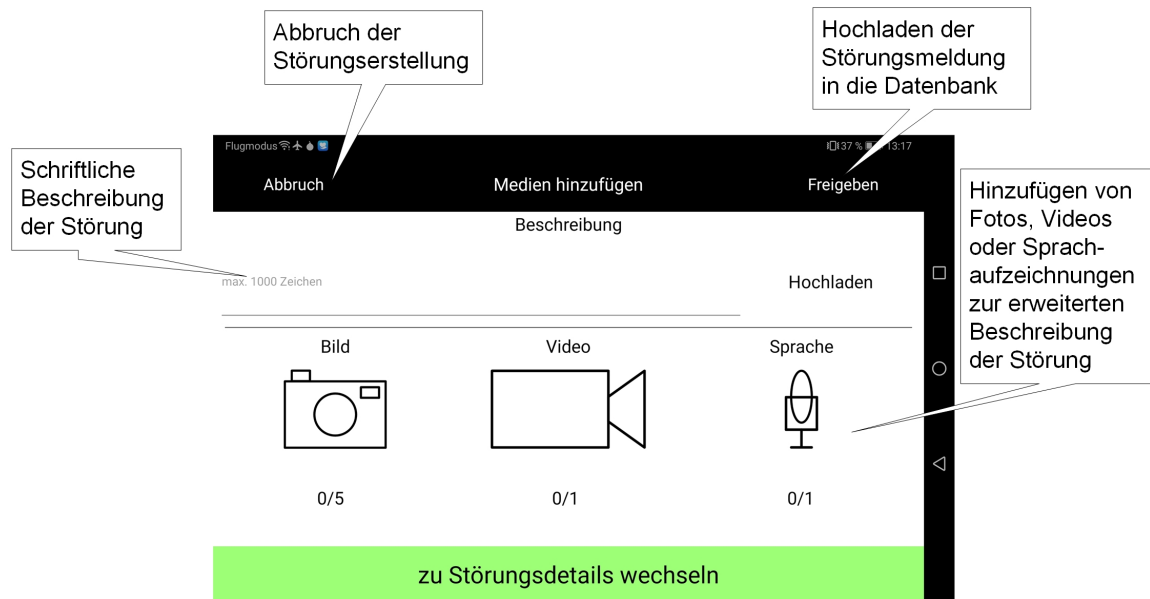 Abbruch der
Störungserstellung
Hochladen der
Störungsmeldung
in die Datenbank
Schriftliche
Beschreibung
der Störung
Hinzufügen von
Fotos, Videos
oder Sprach-
aufzeichnungen
zur erweiterten
Beschreibung
der Störung
Flugmodus 37 % 13:17
Abbruch Medien hinzufügen Freigeben
Beschreibung
max. 1000 Zeichen Hochladen
Bild Video Sprache
0/5 0/1 0/1
zu Störungsdetails wechseln